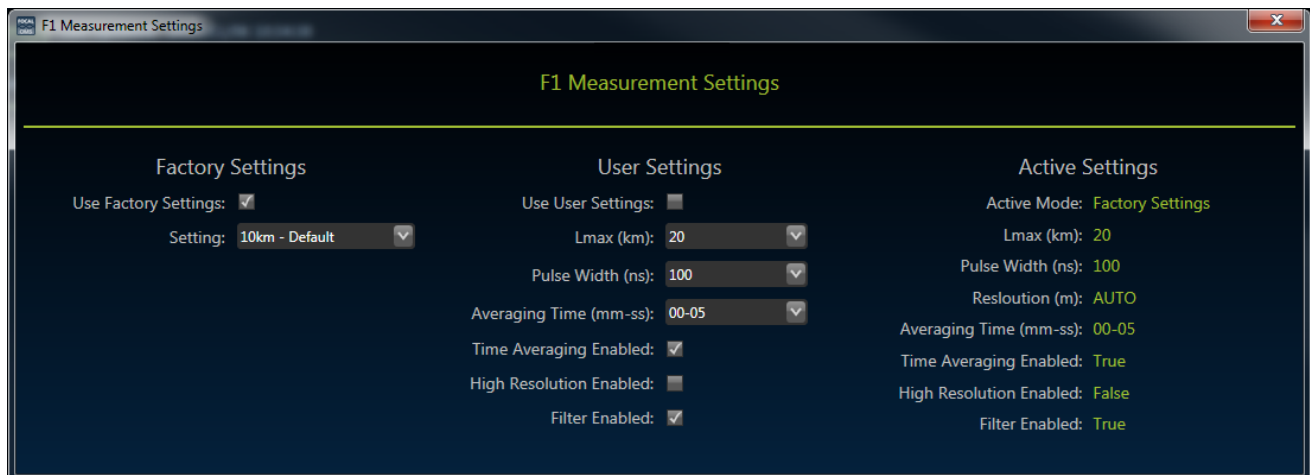 F1 Measurement Settings
F1 Measurement Settings
Factory Settings
Use Factory Settings:
Setting: 10km - Default
User Settings
Use User Settings:
Lmax (km): 20
Pulse Width (ns): 100
Averaging Time (mm-ss): 00-05
Time Averaging Enabled:
High Resolution Enabled:
Filter Enabled:
Active Settings
Active Mode: Factory Settings
Lmax (km): 20
Pulse Width (ns): 100
Resloution (m): AUTO
Averaging Time (mm-ss): 00-05
Time Averaging Enabled: True
High Resolution Enabled: False
Filter Enabled: True